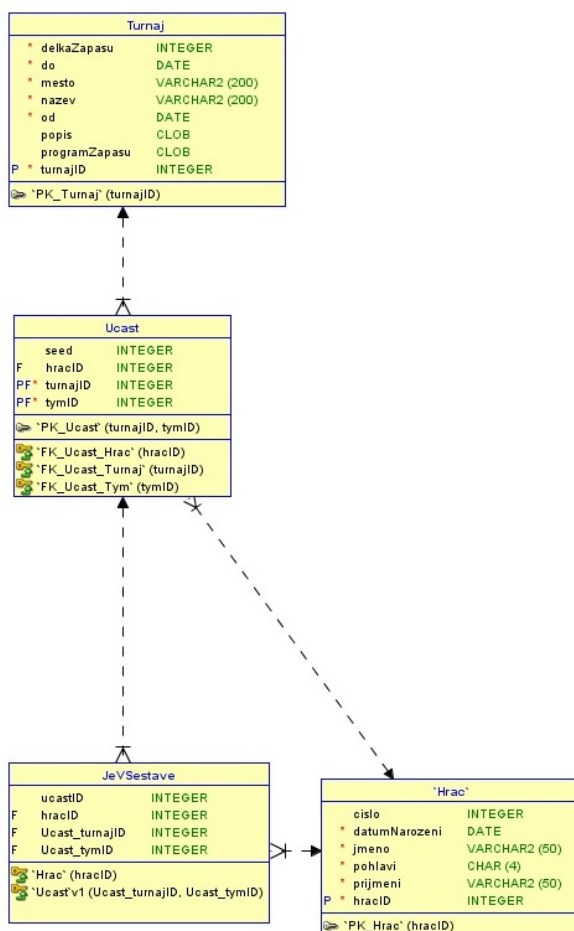 Turnaj
* delkaZapasu INTEGER
* do DATE
* mesto VARCHAR2 (200)
* nazev VARCHAR2 (200)
* od DATE
popis CLOB
programZapasu CLOB
P * turnajID INTEGER
`PK_Turnaj` (turnajID)
Ucast
seed INTEGER
F hracID INTEGER
PF* turnajID INTEGER
PF* tymID INTEGER
`PK_Ucast` (turnajID, tymID)
`FK_Ucast_Hrac` (hracID)
`FK_Ucast_Turnaj` (turnajID)
`FK_Ucast_Tym` (tymID)
JeVSestave
ucastID INTEGER
F hracID INTEGER
F Ucast_turnajID INTEGER
F Ucast_tymID INTEGER
`Hrac` (hracID)
`Ucast`v1 (Ucast_turnajID, Ucast_tymID)
`Hrac`
cislo INTEGER
* datumNarozeni DATE
* jmeno VARCHAR2 (50)
* pohlavi CHAR (4)
* prijmeni VARCHAR2 (50)
P * hracID INTEGER
`PK_Hrac` (hracID)